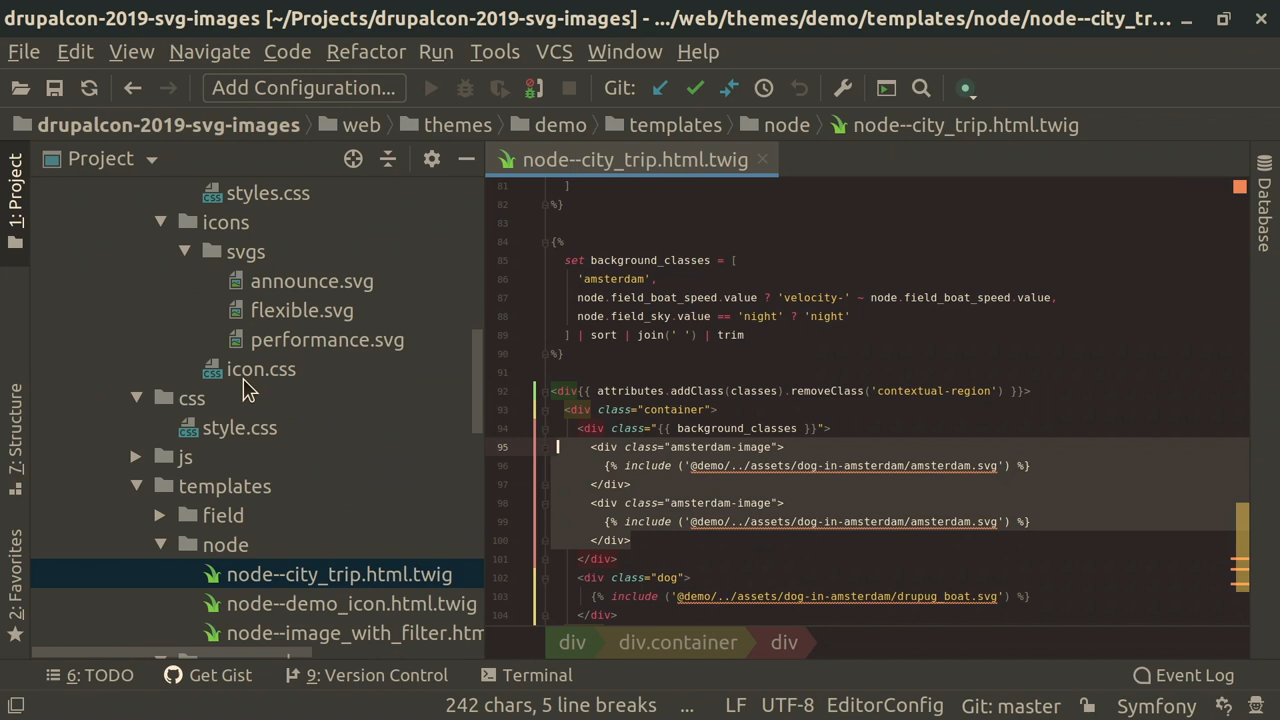 drupalcon-2019-svg-images [~/Projects/drupalcon-2019-svg-images] - .../web/themes/demo/templates/node/node--city_tr...
File Edit View Navigate Code Refactor Run Tools VCS Window Help
Add Configuration... Git:
drupalcon-2019-svg-images web themes demo templates node node--city_trip.html.twig
1: Project
7: Structure
2: Favorites
Project
styles.css
icons
svgs
announce.svg
flexible.svg
performance.svg
icon.css
css
style.css
js
templates
field
node
node--city_trip.html.twig
node--demo_icon.html.twig
node--image_with_filter.htm
node--city_trip.html.twig
81 ]
82 %}
83
84 {%
85 set background_classes = [
86 'amsterdam',
87 node.field_boat_speed.value ? 'velocity-' ~ node.field_boat_speed.value,
88 node.field_sky.value == 'night' ? 'night'
89 ] | sort | join(' ') | trim
90 %}
91
92 <div{{ attributes.addClass(classes).removeClass('contextual-region') }}>
93 <div class="container">
94 <div class="{{ background_classes }}">
95 <div class="amsterdam-image">
96 {% include ('@demo/../assets/dog-in-amsterdam/amsterdam.svg') %}
97 </div>
98 <div class="amsterdam-image">
99 {% include ('@demo/../assets/dog-in-amsterdam/amsterdam.svg') %}
100 </div>
101 </div>
102 <div class="dog">
103 {% include ('@demo/../assets/dog-in-amsterdam/drupug_boat.svg') %}
104 </div>
div div.container div
Database
6: TODO Get Gist 9: Version Control Terminal Event Log
242 chars, 5 line breaks ... LF UTF-8 EditorConfig Git: master Symfony